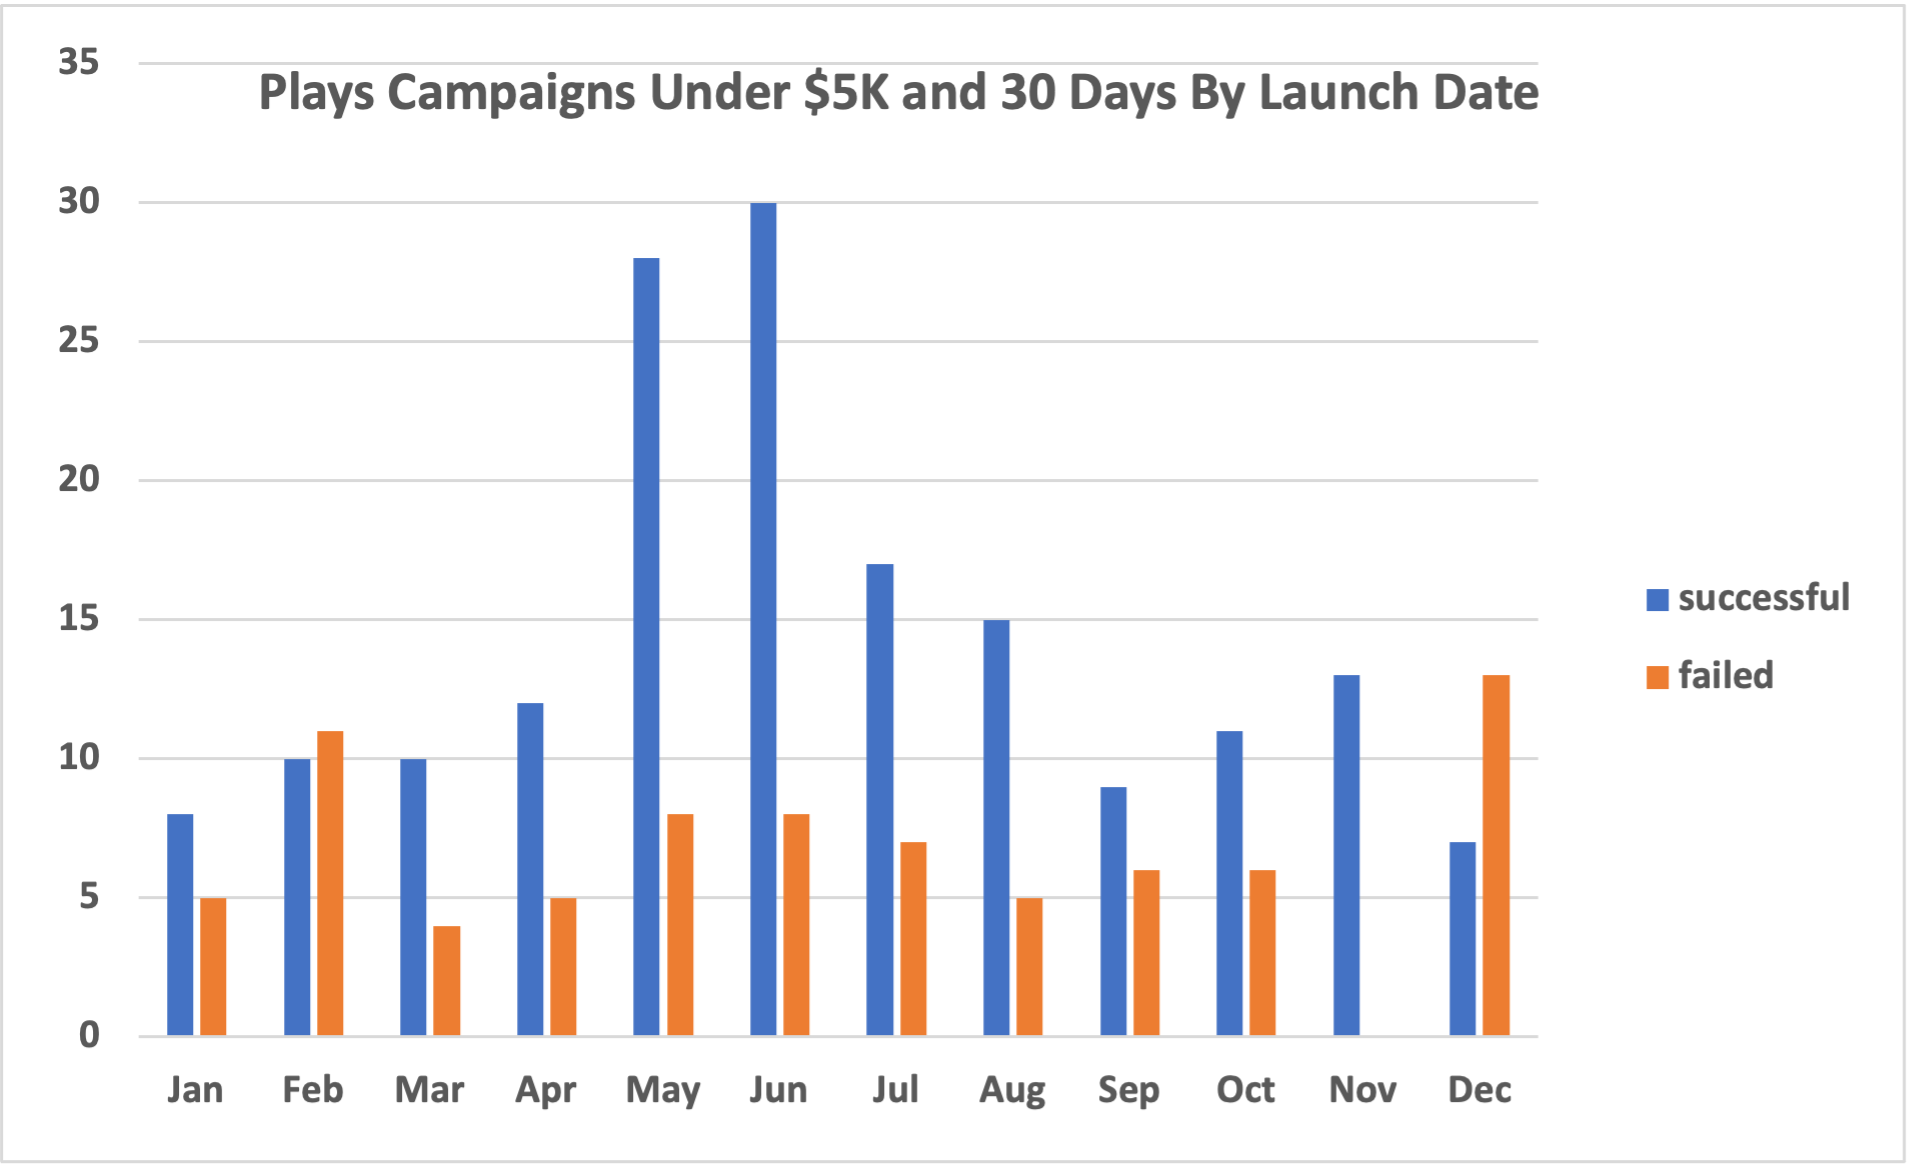 Plays Campaigns Under $5K and 30 Days By Launch Date
35
30
25
20
15
10
5
0
Jan Feb Mar Apr May Jun Jul Aug Sep Oct Nov Dec
successful
failed